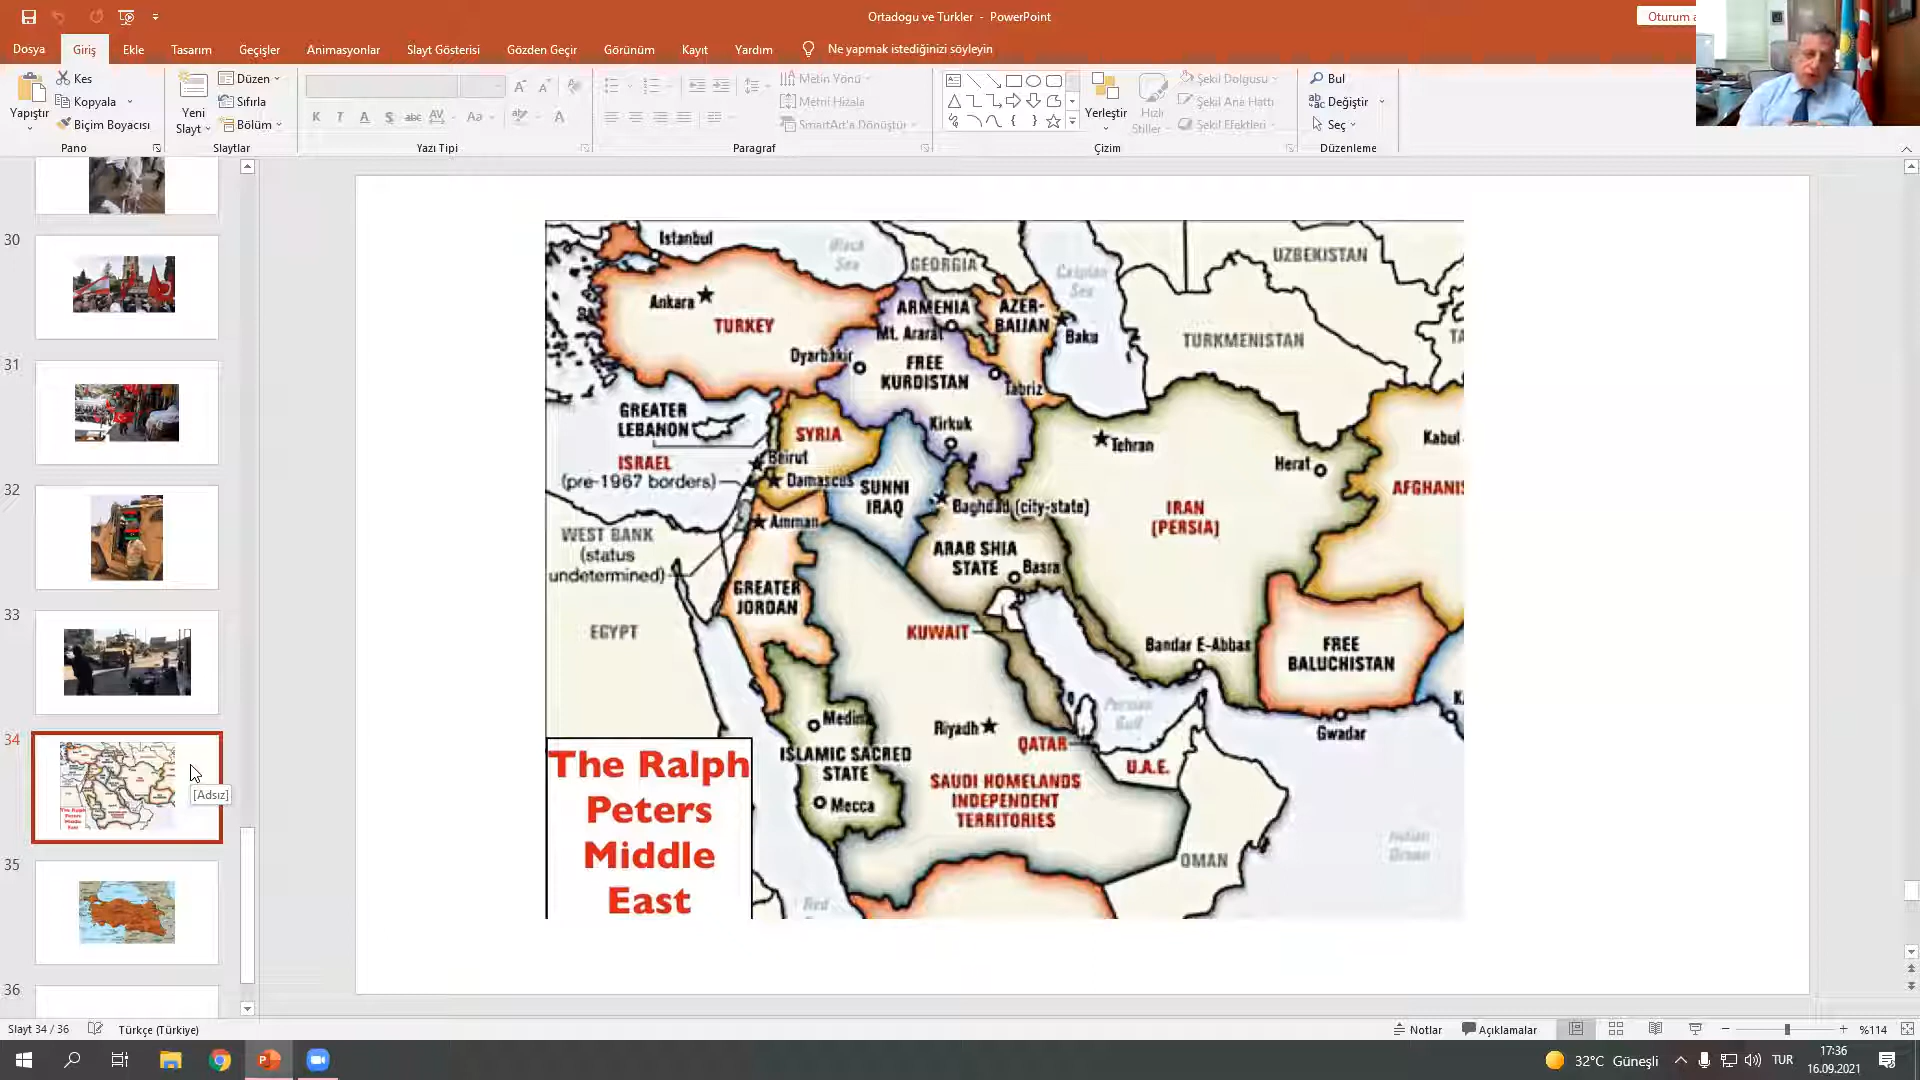 Ortadogu ve Turkler - PowerPoint
Oturum a
Dosya Giriş Ekle Tasarım Geçişler Animasyonlar Slayt Gösterisi Gözden Geçir Görünüm Kayıt Yardım Ne yapmak istediğinizi söyleyin
Yapıştır
Kes
Kopyala
Biçim Boyacısı
Pano
Yeni
Slayt
Düzen
Sıfırla
Bölüm
Slaytlar
K T A S abc AV Aa A
Yazı Tipi
Metin Yönü
Metni Hizala
SmartArt'a Dönüştür
Paragraf
Yerleştir
Hızlı
Stiller
Şekil Dolgusu
Şekil Ana Hattı
Şekil Efektleri
Çizim
Bul
Değiştir
Seç
Düzenleme
30
31
32
33
34
[Adsız]
35
36
Istanbul
Black
Sea
GEORGIA
Caspian
Sea
UZBEKISTAN
Ankara
TURKEY
ARMENIA
Mt. Ararat
AZER-
BAIJAN
Baku
TURKMENISTAN
Dyarbakir
FREE
KURDISTAN
Tabriz
GREATER
LEBANON
SYRIA
Kirkuk
Tehran
Herat
Kabul
ISRAEL
(pre-1967 borders)
Beirut
Damascus
SUNNI
IRAQ
Baghdad (city-state)
IRAN
(PERSIA)
AFGHANIS
WEST BANK
(status
undetermined)
Amman
ARAB SHIA
STATE
Basra
GREATER
JORDAN
EGYPT
KUWAIT
Bandar E-Abbas
FREE
BALUCHISTAN
Gwadar
Medina
Riyadh
Persian
Gulf
QATAR
U.A.E.
ISLAMIC SACRED
STATE
Mecca
SAUDI HOMELANDS
INDEPENDENT
TERRITORIES
OMAN
Indian
Ocean
Red
The Ralph
Peters
Middle
East
Slayt 34 / 36 Türkçe (Türkiye)
Notlar Açıklamalar %114
32°C Güneşli TUR
17:36
16.09.2021